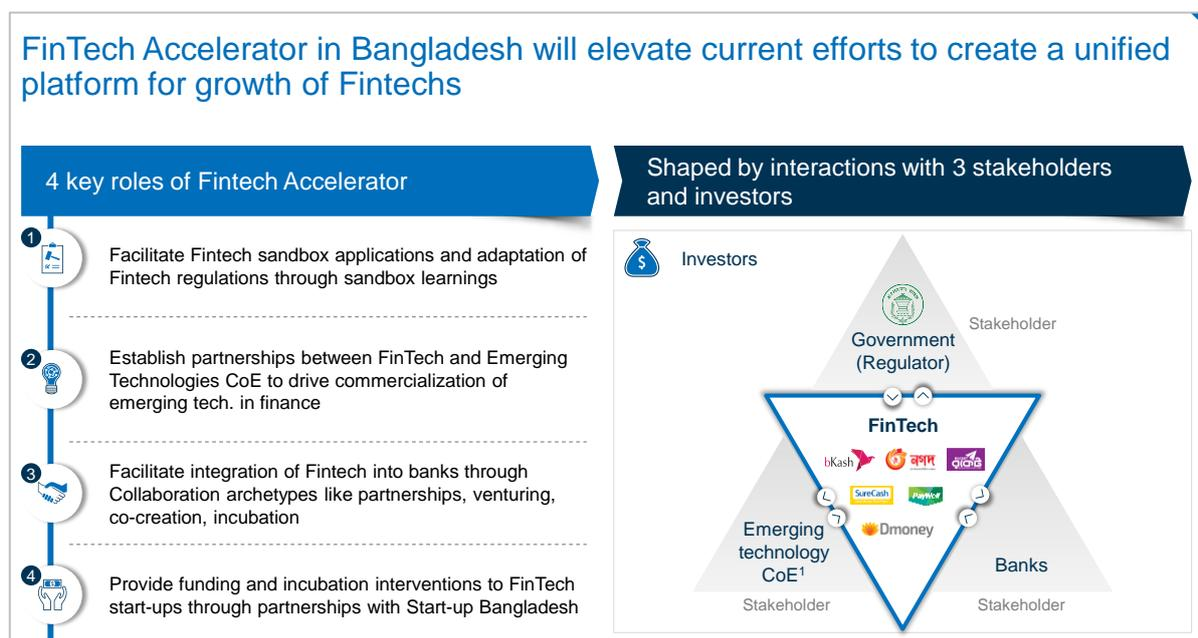 FinTech Accelerator in Bangladesh will elevate current efforts to create a unified
platform for growth of Fintechs
4 key roles of Fintech Accelerator
1
Facilitate Fintech sandbox applications and adaptation of
Fintech regulations through sandbox learnings
2
Establish partnerships between FinTech and Emerging
Technologies CoE to drive commercialization of
emerging tech. in finance
3
Facilitate integration of Fintech into banks through
Collaboration archetypes like partnerships, venturing,
co-creation, incubation
4
Provide funding and incubation interventions to FinTech
start-ups through partnerships with Start-up Bangladesh
Shaped by interactions with 3 stakeholders
and investors
$
Investors
Stakeholder
Government
(Regulator)
FinTech
bKash
নগদ
রকেট
SureCash
PayWell
Dmoney
Emerging
technology
CoE¹
Banks
Stakeholder
Stakeholder